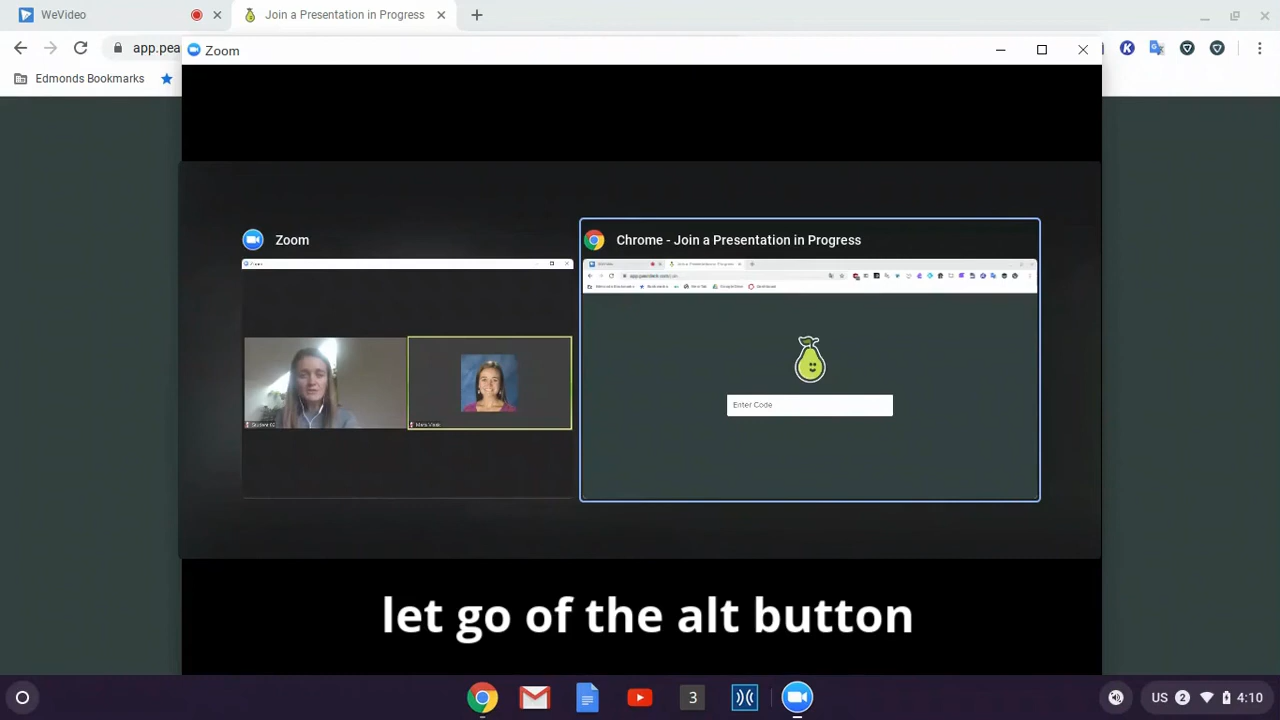 WeVideo
Join a Presentation in Progress
app.pea
Zoom
K
Edmonds Bookmarks
Zoom
Chrome - Join a Presentation in Progress
Enter Code
let go of the alt button
3
US
2
4:10